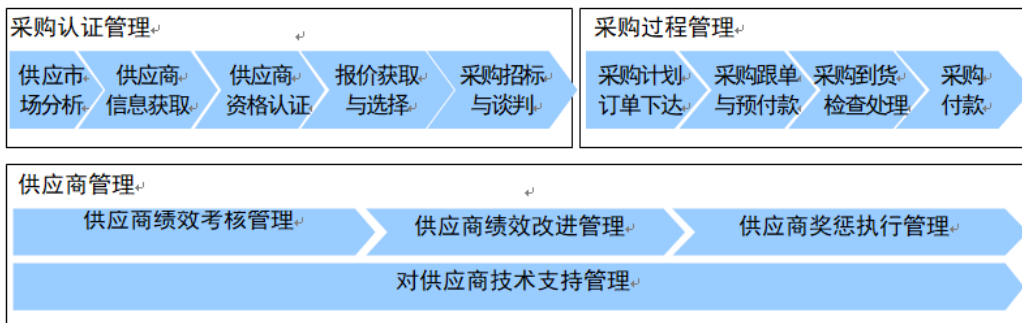 采购认证管理
供应市
场分析
供应商
信息获取
供应商
资格认证
报价获取
与选择
采购招标
与谈判
采购过程管理
采购计划
订单下达
采购跟单
与预付款
采购到货
检查处理
采购
付款
供应商管理
供应商绩效考核管理
供应商绩效改进管理
供应商奖惩执行管理
对供应商技术支持管理